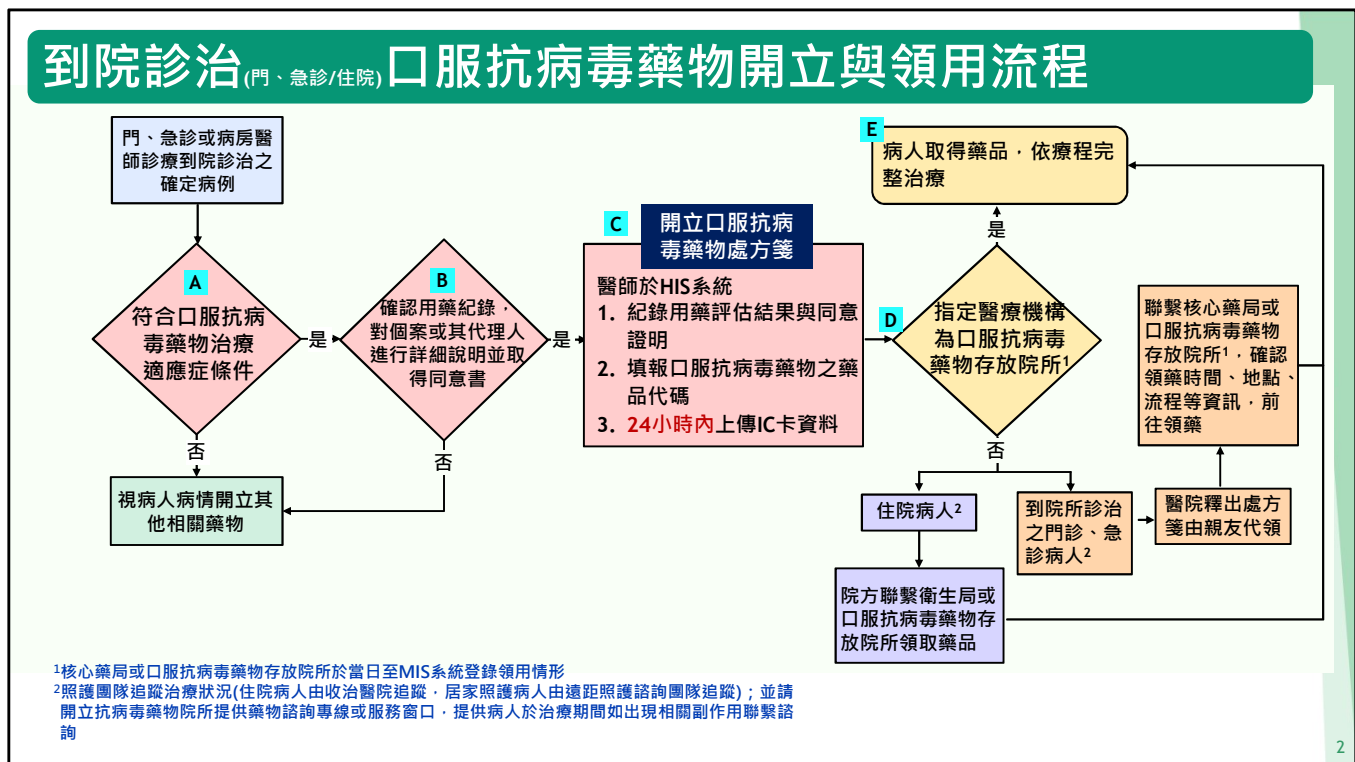 到院診治(門、急診/住院)口服抗病毒藥物開立與領用流程
門、急診或病房醫
師診療到院診治之
確定病例
A
符合口服抗病
毒藥物治療
適應症條件
是
否
視病人病情開立其
他相關藥物
B
確認用藥紀錄，
對個案或其代理人
進行詳細說明並取
得同意書
是
否
C
開立口服抗病
毒藥物處方箋
醫師於HIS系統
1. 紀錄用藥評估結果與同意
證明
2. 填報口服抗病毒藥物之藥
品代碼
3. 24小時內上傳IC卡資料
D
指定醫療機構
為口服抗病毒
藥物存放院所1
是
E
病人取得藥品，依療程完
整治療
否
住院病人2
院方聯繫衛生局或
口服抗病毒藥物存
放院所領取藥品
到院所診治
之門診、急
診病人2
醫院釋出處方
箋由親友代領
聯繫核心藥局或
口服抗病毒藥物
存放院所1，確認
領藥時間、地點、
流程等資訊，前
往領藥
1核心藥局或口服抗病毒藥物存放院所於當日至MIS系統登錄領用情形
2照護團隊追蹤治療狀況(住院病人由收治醫院追蹤，居家照護病人由遠距照護諮詢團隊追蹤)；並請
開立抗病毒藥物院所提供藥物諮詢專線或服務窗口，提供病人於治療期間如出現相關副作用聯繫諮
詢
2